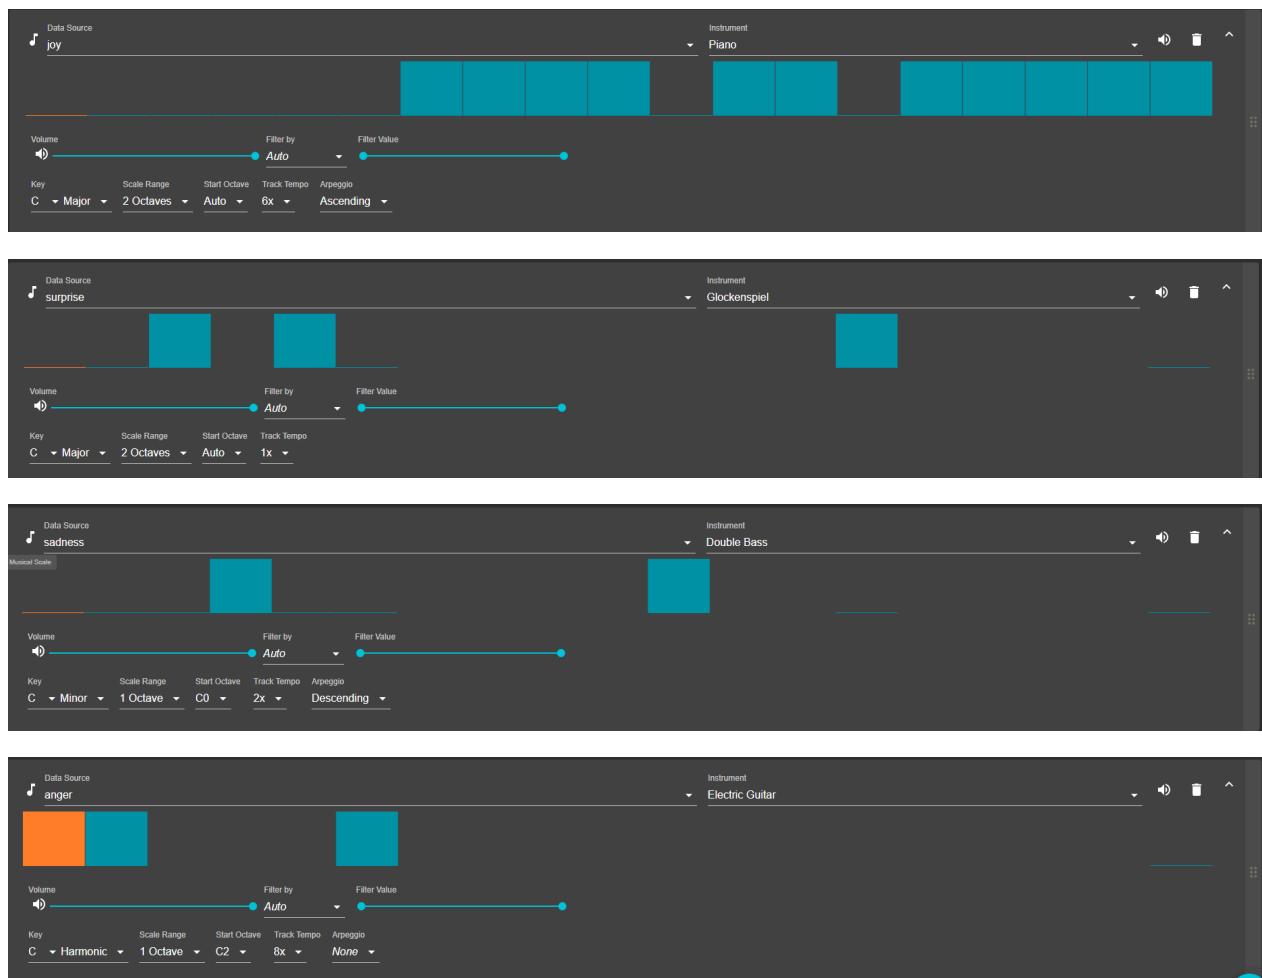 Data Source Instrument
joy Piano
Volume Filter by Filter Value
Auto
Key Scale Range Start Octave Track Tempo Arpeggio
C Major 2 Octaves Auto 6x Ascending
Data Source Instrument
surprise Glockenspiel
Volume Filter by Filter Value
Auto
Key Scale Range Start Octave Track Tempo
C Major 2 Octaves Auto 1x
Data Source Instrument
sadness Double Bass
Musical Scale
Volume Filter by Filter Value
Auto
Key Scale Range Start Octave Track Tempo Arpeggio
C Minor 1 Octave C0 2x Descending
Data Source Instrument
anger Electric Guitar
Volume Filter by Filter Value
Auto
Key Scale Range Start Octave Track Tempo Arpeggio
C Harmonic 1 Octave C2 8x None